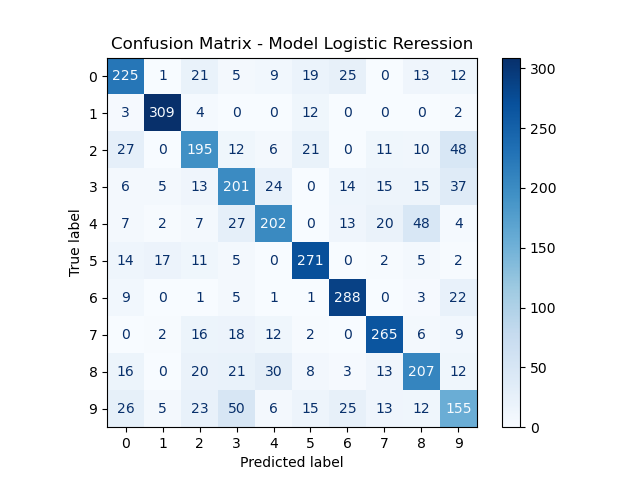 Confusion Matrix - Model Logistic Reression
0 225 1 21 5 9 19 25 0 13 12
1 3 309 4 0 0 12 0 0 0 2
2 27 0 195 12 6 21 0 11 10 48
3 6 5 13 201 24 0 14 15 15 37
4 7 2 7 27 202 0 13 20 48 4
5 14 17 11 5 0 271 0 2 5 2
6 9 0 1 5 1 1 288 0 3 22
7 0 2 16 18 12 2 0 265 6 9
8 16 0 20 21 30 8 3 13 207 12
9 26 5 23 50 6 15 25 13 12 155
0 1 2 3 4 5 6 7 8 9
Predicted label
True label
300
250
200
150
100
50
0